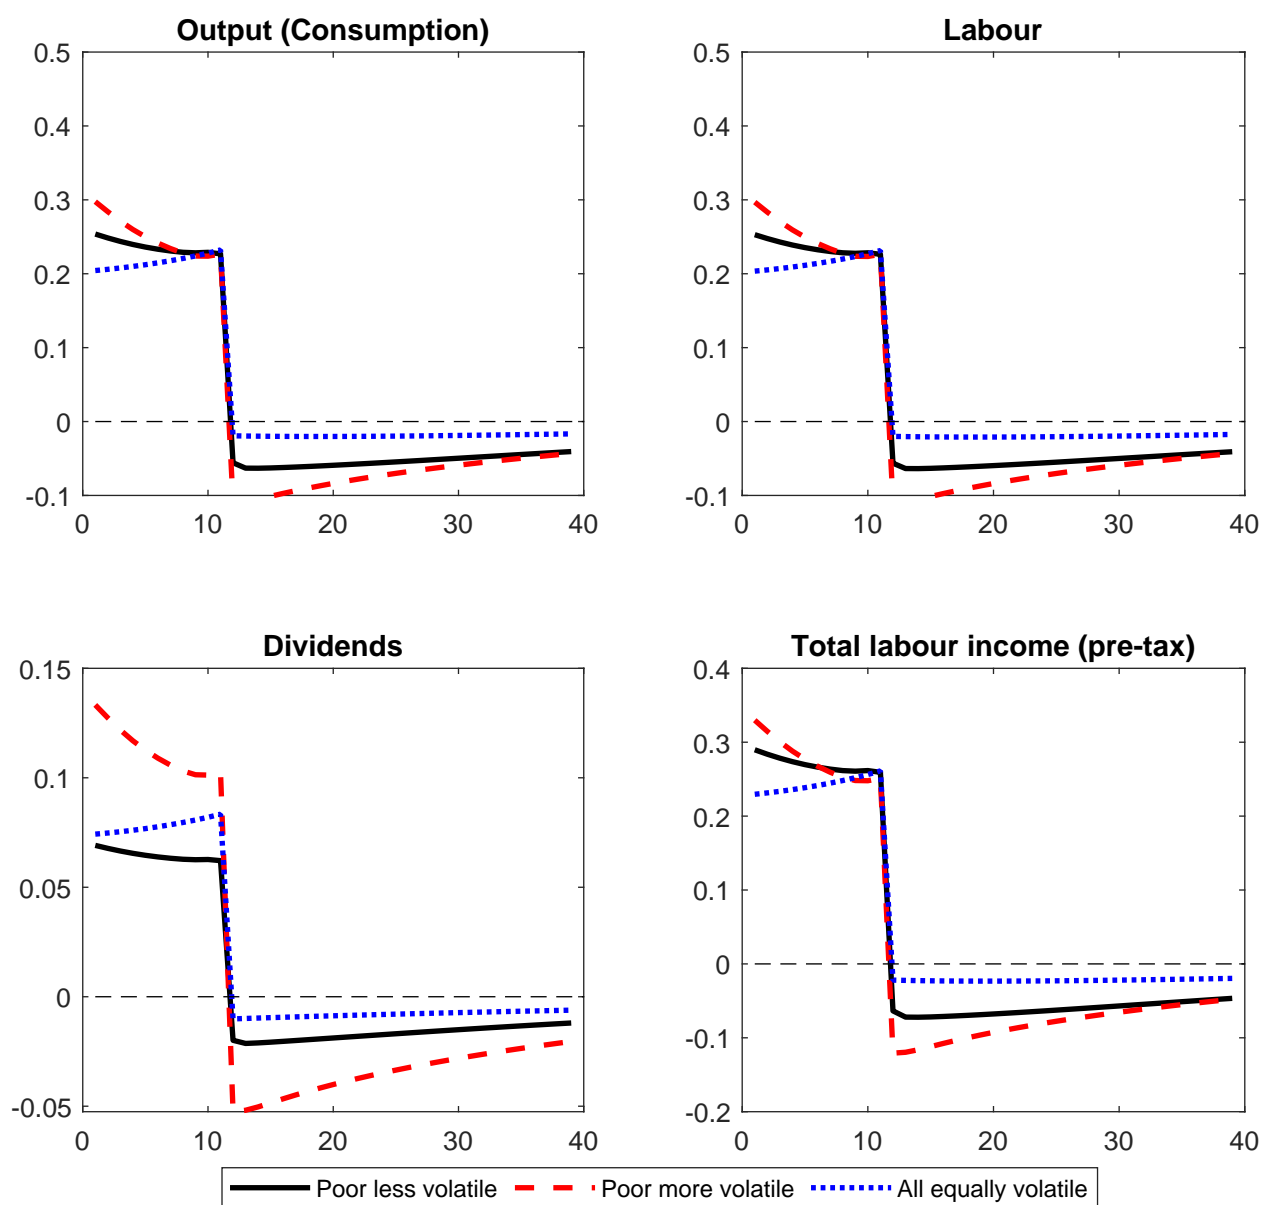 Output (Consumption)
0.5
0.4
0.3
0.2
0.1
0
-0.1
0 10 20 30 40
Labour
0.5
0.4
0.3
0.2
0.1
0
-0.1
0 10 20 30 40
Dividends
0.15
0.1
0.05
0
-0.05
0 10 20 30 40
Total labour income (pre-tax)
0.4
0.3
0.2
0.1
0
-0.1
-0.2
0 10 20 30 40
Poor less volatile Poor more volatile All equally volatile